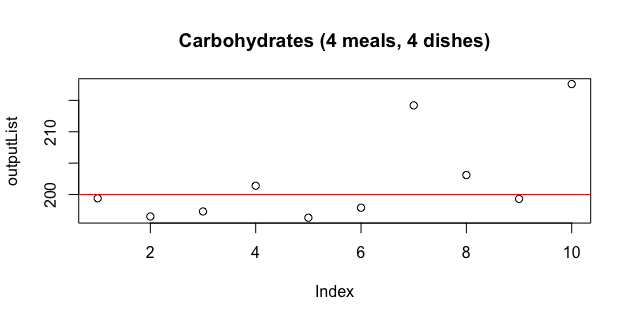 Carbohydrates (4 meals, 4 dishes)
outputList
210
200
2 4 6 8 10
Index